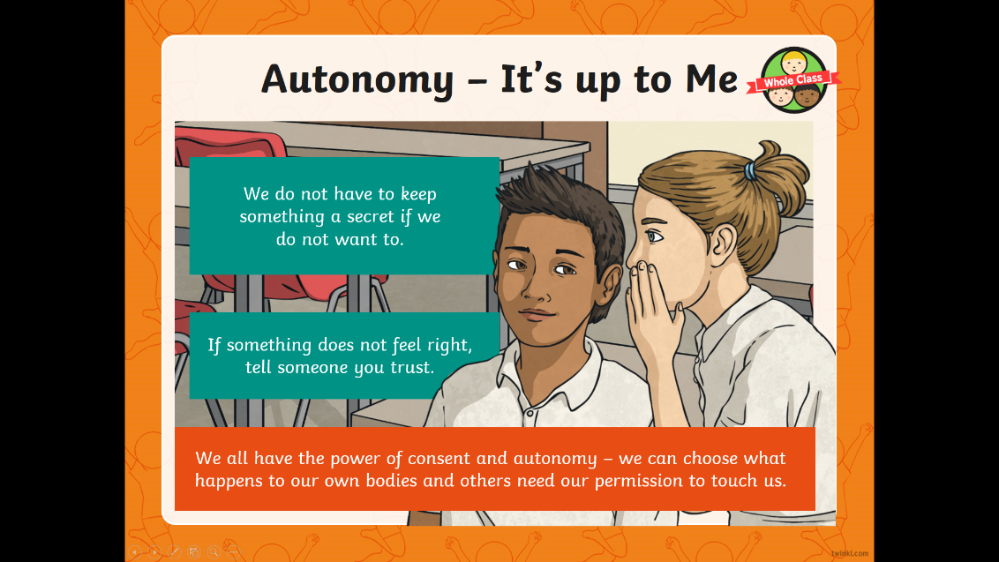 Autonomy – It's up to Me
Whole Class
We do not have to keep
something a secret if we
do not want to.
If something does not feel right,
tell someone you trust.
We all have the power of consent and autonomy – we can choose what
happens to our own bodies and others need our permission to touch us.
twinkl.com